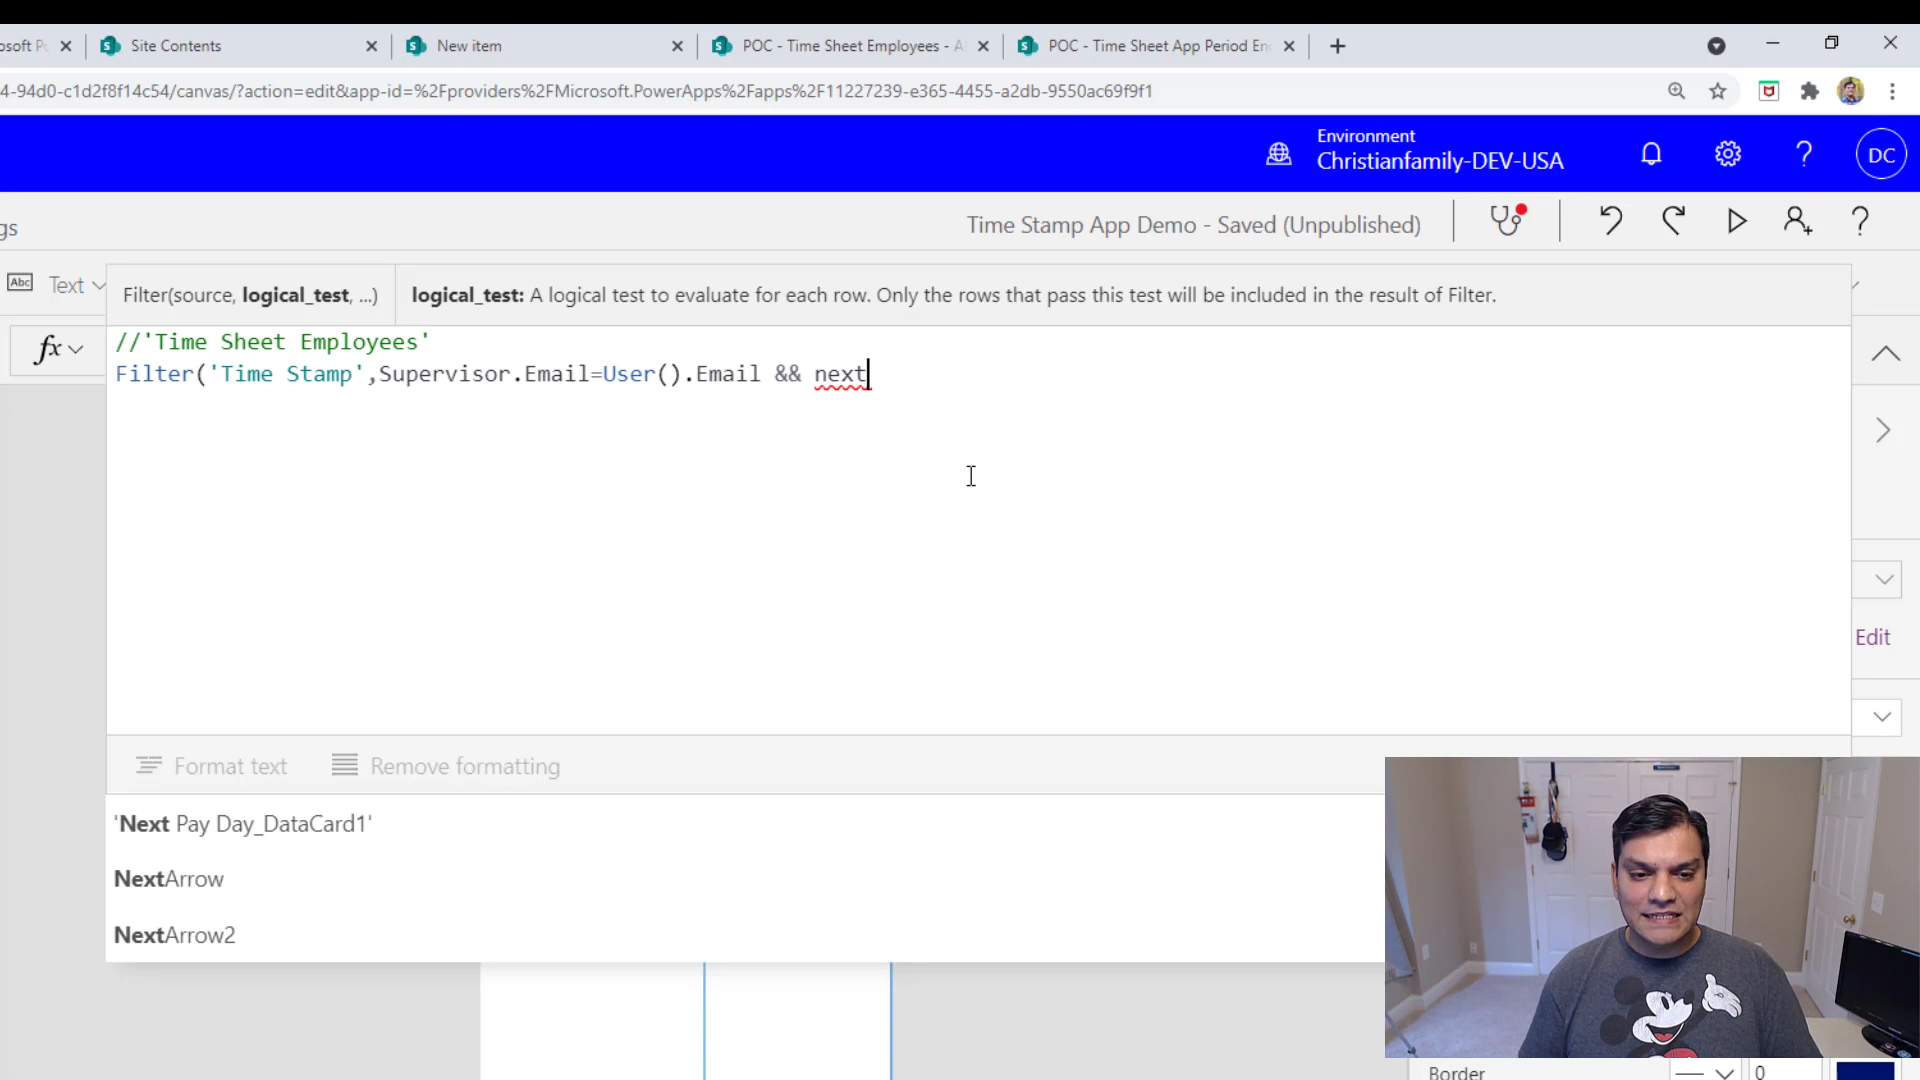 Site Contents
New item
POC - Time Sheet Employees - A
POC - Time Sheet App Period En
4-94d0-c1d2f8f14c54/canvas/?action=edit&app-id=%2Fproviders%2FMicrosoft.PowerApps%2Fapps%2F11227239-e365-4455-a2db-9550ac69f9f1
Environment
Christianfamily-DEV-USA
DC
gs
Time Stamp App Demo - Saved (Unpublished)
Abc Text
Filter(source, logical_test, ...)
logical_test: A logical test to evaluate for each row. Only the rows that pass this test will be included in the result of Filter.
fx
//'Time Sheet Employees'
Filter('Time Stamp',Supervisor.Email=User().Email && next
Edit
Format text
Remove formatting
'Next Pay Day_DataCard1'
NextArrow
NextArrow2
Border
0